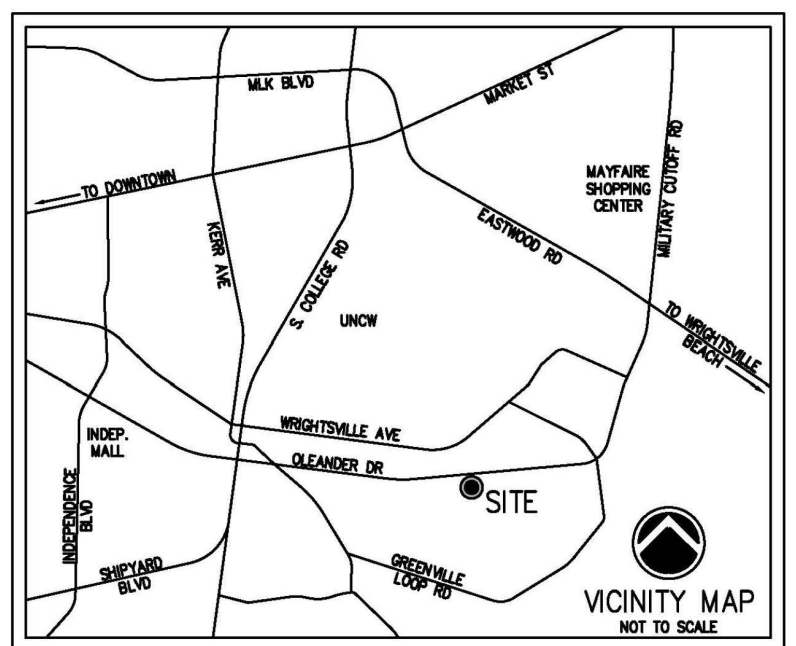 MLK BLVD
MARKET ST
TO DOWNTOWN
MAYFAIRE
SHOPPING
CENTER
MILITARY CUTOFF RD
KERR AVE
S. COLLEGE RD
EASTWOOD RD
UNCW
TO WRIGHTSVILLE
BEACH
WRIGHTSVILLE AVE
INDEP.
MALL
OLEANDER DR
INDEPENDENCE
BLVD
SITE
SHIPYARD
BLVD
GREENVILLE
LOOP RD
VICINITY MAP
NOT TO SCALE